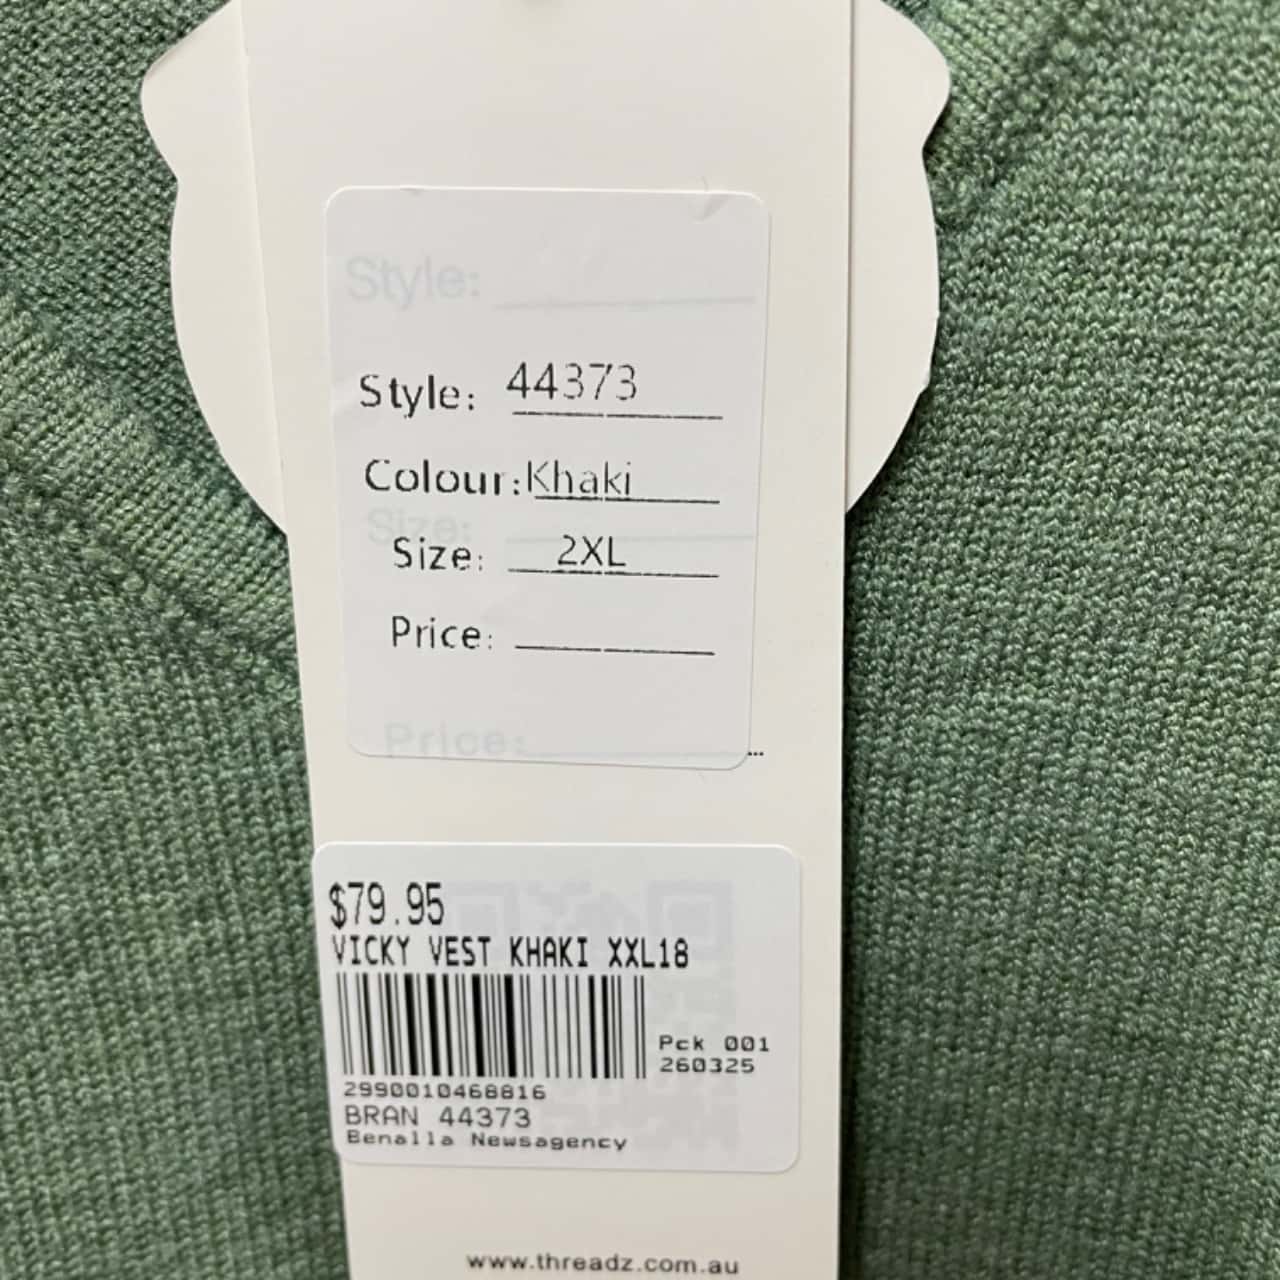 Style:
Style: 44373
Colour: Khaki
Size:
Size: 2XL
Price:
Price:
$79.95
VICKY VEST KHAKI XXL18
Pck 001
260325
2990010468816
BRAN 44373
Benalla Newsagency
www.threadz.com.au